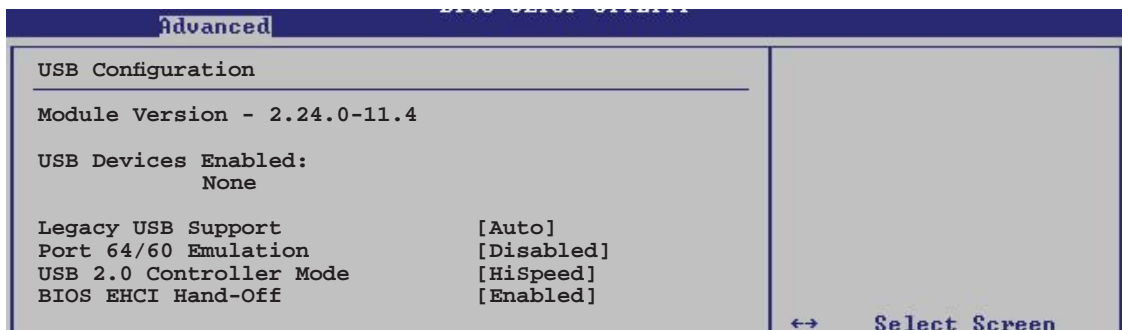 Advanced
USB Configuration
Module Version - 2.24.0-11.4
USB Devices Enabled:
None
Legacy USB Support [Auto]
Port 64/60 Emulation [Disabled]
USB 2.0 Controller Mode [HiSpeed]
BIOS EHCI Hand-Off [Enabled]
↔ Select Screen